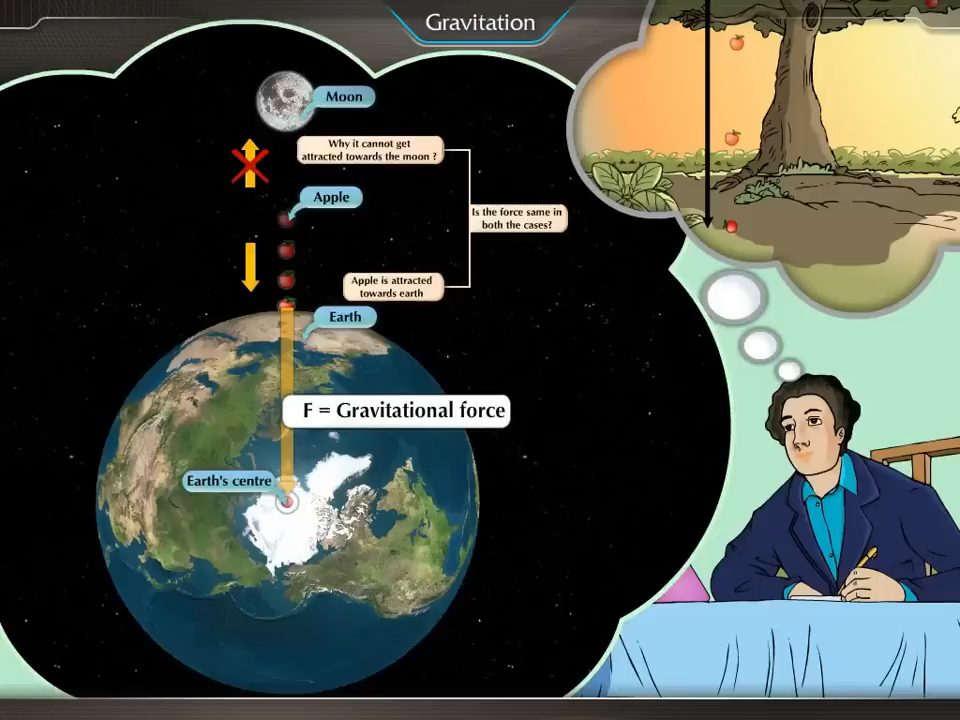 Gravitation
Moon
Why it cannot get
attracted towards the moon ?
Apple
Is the force same in
both the cases?
Apple is attracted
towards earth
Earth
F = Gravitational force
Earth's centre